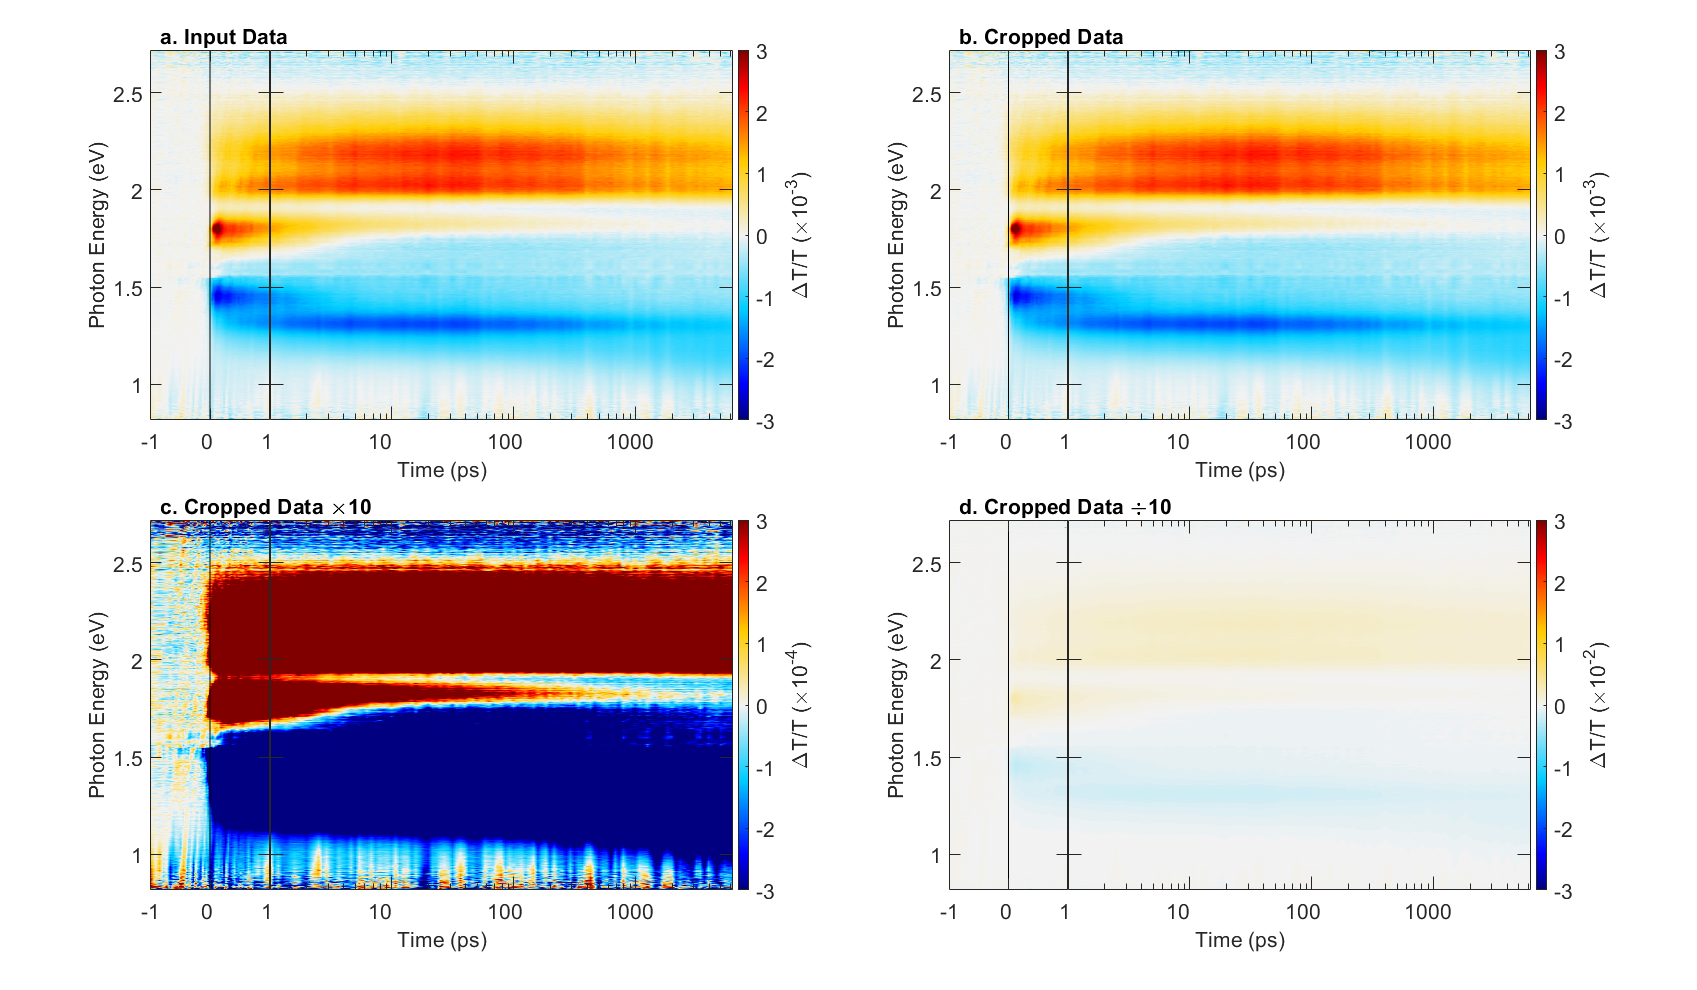 a. Input Data
3
2
1
0
-1
-2
-3
ΔT/T (×10⁻³)
2.5
2
1.5
1
Photon Energy (eV)
-1 0 1 10 100 1000
Time (ps)
b. Cropped Data
3
2
1
0
-1
-2
-3
ΔT/T (×10⁻³)
2.5
2
1.5
1
Photon Energy (eV)
-1 0 1 10 100 1000
Time (ps)
c. Cropped Data ×10
3
2
1
0
-1
-2
-3
ΔT/T (×10⁻⁴)
2.5
2
1.5
1
Photon Energy (eV)
-1 0 1 10 100 1000
Time (ps)
d. Cropped Data ÷10
3
2
1
0
-1
-2
-3
ΔT/T (×10⁻²)
2.5
2
1.5
1
Photon Energy (eV)
-1 0 1 10 100 1000
Time (ps)